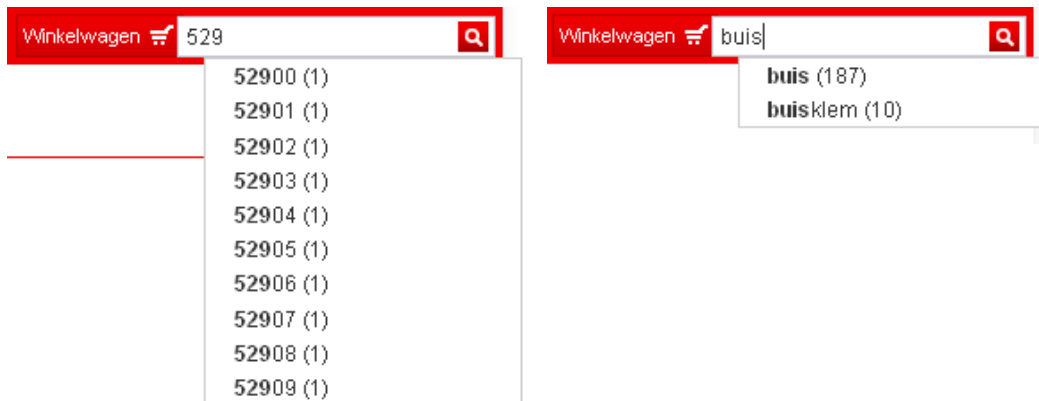 Winkelwagen 529
52900 (1)
52901 (1)
52902 (1)
52903 (1)
52904 (1)
52905 (1)
52906 (1)
52907 (1)
52908 (1)
52909 (1)
Winkelwagen buis
buis (187)
buisklem (10)